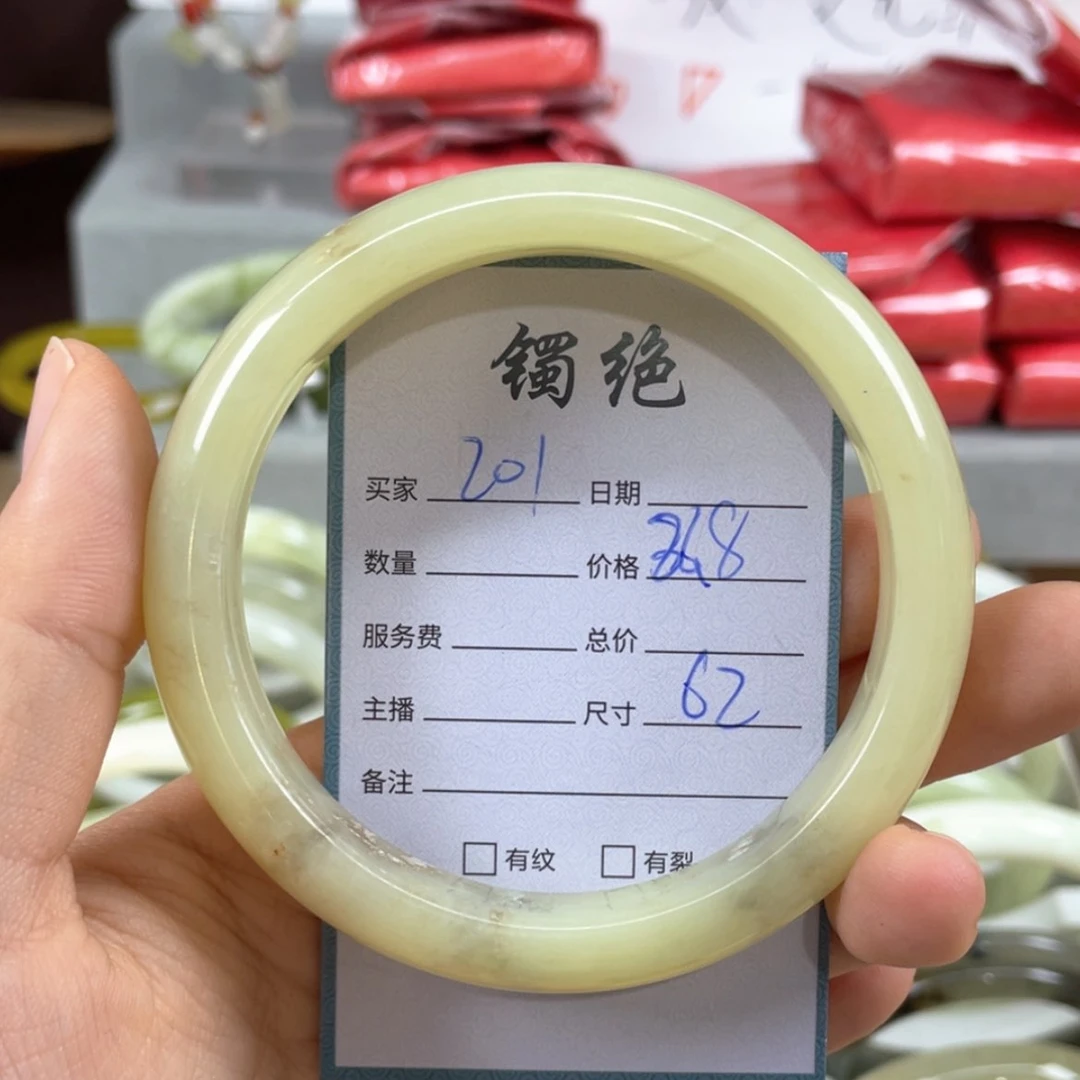 镯绝
买家 201 日期
数量 价格 268
服务费 总价
主播 尺寸 62
备注
有纹 有裂